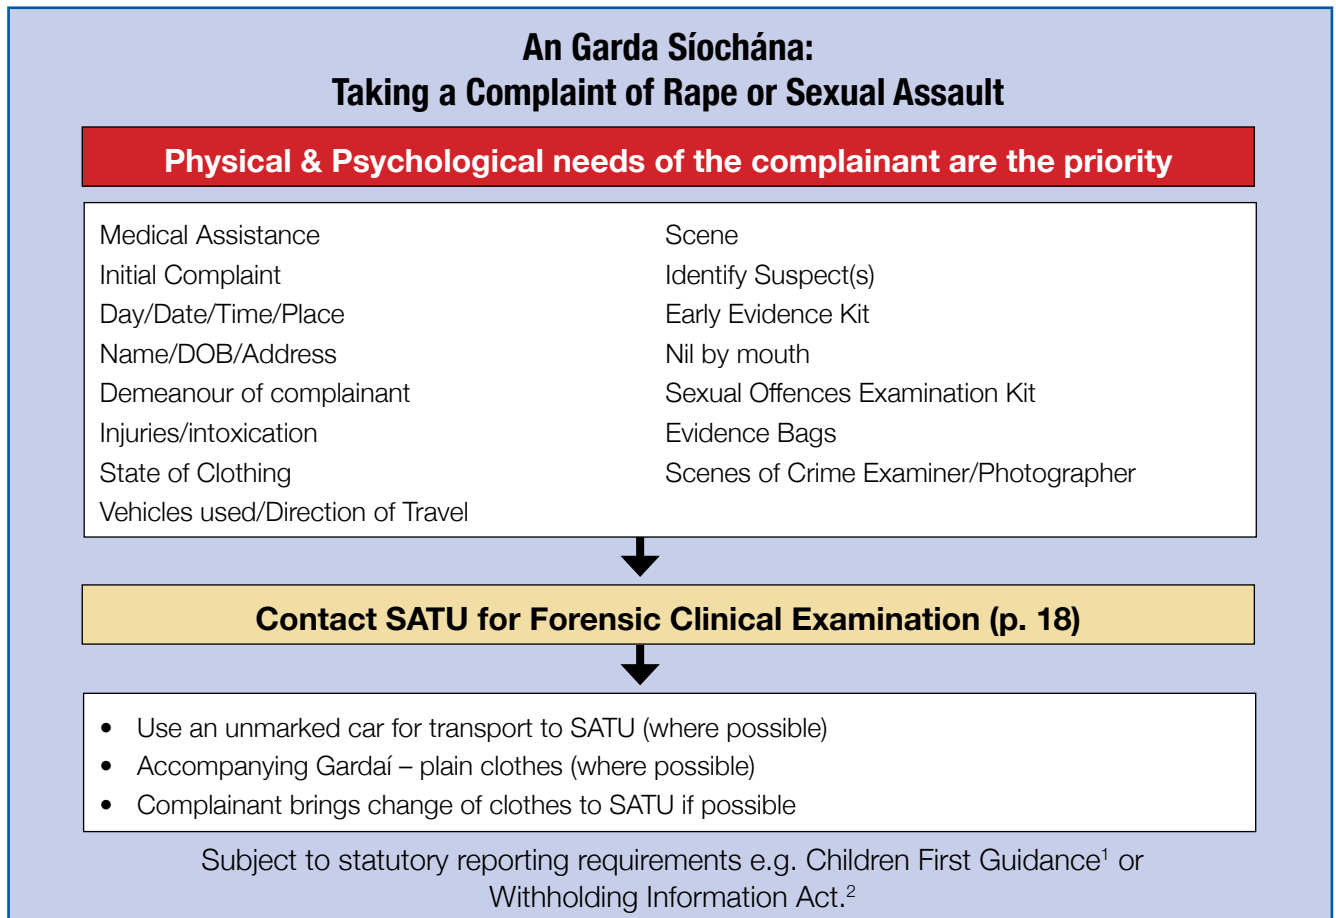 An Garda Síochána:
Taking a Complaint of Rape or Sexual Assault
Physical & Psychological needs of the complainant are the priority
Medical Assistance
Initial Complaint
Day/Date/Time/Place
Name/DOB/Address
Demeanour of complainant
Injuries/intoxication
State of Clothing
Vehicles used/Direction of Travel
Scene
Identify Suspect(s)
Early Evidence Kit
Nil by mouth
Sexual Offences Examination Kit
Evidence Bags
Scenes of Crime Examiner/Photographer
Contact SATU for Forensic Clinical Examination (p. 18)
• Use an unmarked car for transport to SATU (where possible)
• Accompanying Gardaí – plain clothes (where possible)
• Complainant brings change of clothes to SATU if possible
Subject to statutory reporting requirements e.g. Children First Guidance¹ or
Withholding Information Act.²